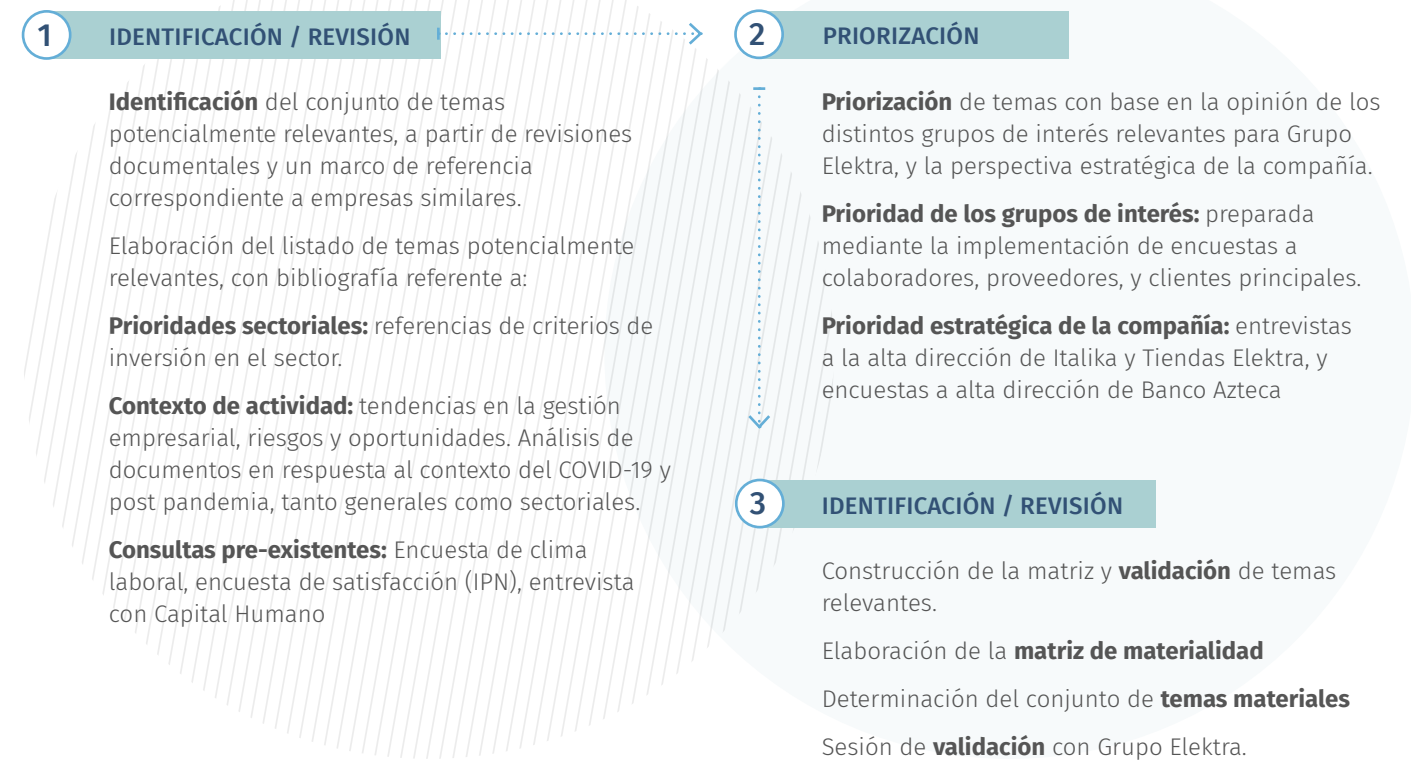 1
IDENTIFICACIÓN / REVISIÓN
Identificación del conjunto de temas
potencialmente relevantes, a partir de revisiones
documentales y un marco de referencia
correspondiente a empresas similares.
Elaboración del listado de temas potencialmente
relevantes, con bibliografía referente a:
Prioridades sectoriales: referencias de criterios de
inversión en el sector.
Contexto de actividad: tendencias en la gestión
empresarial, riesgos y oportunidades. Análisis de
documentos en respuesta al contexto del COVID-19 y
post pandemia, tanto generales como sectoriales.
Consultas pre-existentes: Encuesta de clima
laboral, encuesta de satisfacción (IPN), entrevista
con Capital Humano
2
PRIORIZACIÓN
Priorización de temas con base en la opinión de los
distintos grupos de interés relevantes para Grupo
Elektra, y la perspectiva estratégica de la compañía.
Prioridad de los grupos de interés: preparada
mediante la implementación de encuestas a
colaboradores, proveedores, y clientes principales.
Prioridad estratégica de la compañía: entrevistas
a la alta dirección de Italika y Tiendas Elektra, y
encuestas a alta dirección de Banco Azteca
3
IDENTIFICACIÓN / REVISIÓN
Construcción de la matriz y validación de temas
relevantes.
Elaboración de la matriz de materialidad
Determinación del conjunto de temas materiales
Sesión de validación con Grupo Elektra.